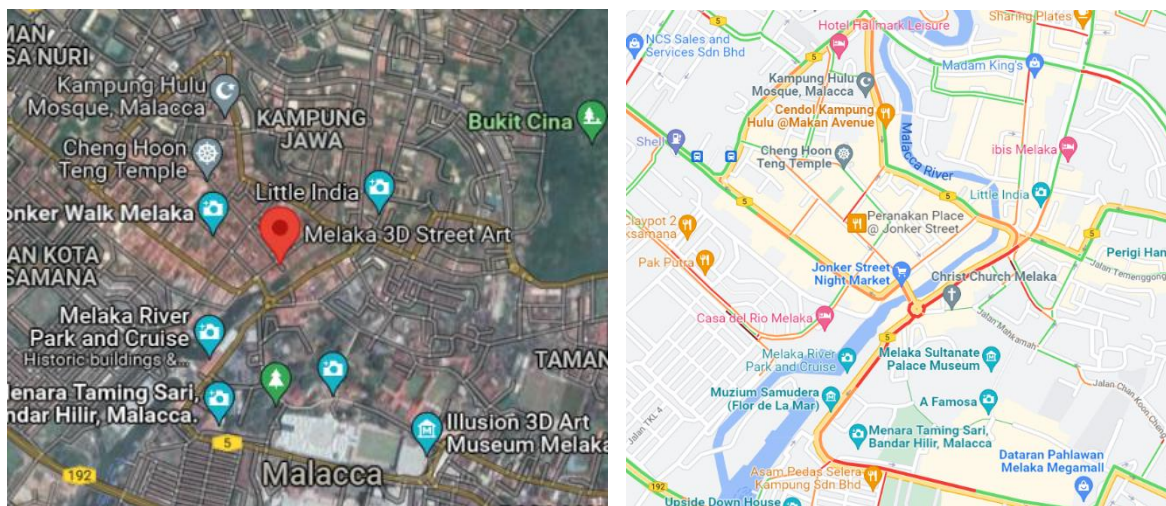 MAN
SA NURI
Kampung Hulu
Mosque, Malacca
KAMPUNG
JAWA
Bukit Cina
Cheng Hoon
Teng Temple
Little India
onker Walk Melaka
Melaka 3D Street Art
AN KOTA
SAMANA
Melaka River
Park and Cruise
Historic buildings &...
TAMAN
Menara Taming Sari,
andar Hilir, Malacca.
Illusion 3D Art
Museum Melaka
5
192
Malacca
Sharing Plates
Hotel Hallmark Leisure
NCS Sales and
Services Sdn Bhd
5
Madam King's
Kampung Hulu
Mosque, Malacca
Cendol Kampung
Hulu @Makan Avenue
Malacca River
Shell
Cheng Hoon
Teng Temple
ibis Melaka
5
Little India
Claypot 2
ksamana
Peranakan Place
@ Jonker Street
5
Perigi Han
Pak Putra
Jalan Temenggong
Jonker Street
Night Market
Christ Church Melaka
Casa del Rio Melaka
Jalan Mahkamah
5
Melaka River
Park and Cruise
Melaka Sultanate
Palace Museum
Jalan Chan Koon Cheng
Muzium Samudera
(Flor de La Mar)
A Famosa
Jalan TKL 4
Menara Taming Sari,
Bandar Hilir, Malacca
Dataran Pahlawan
Melaka Megamall
Asam Pedas Selera
Kampung Sdn Bhd
192
5
Upside Down House